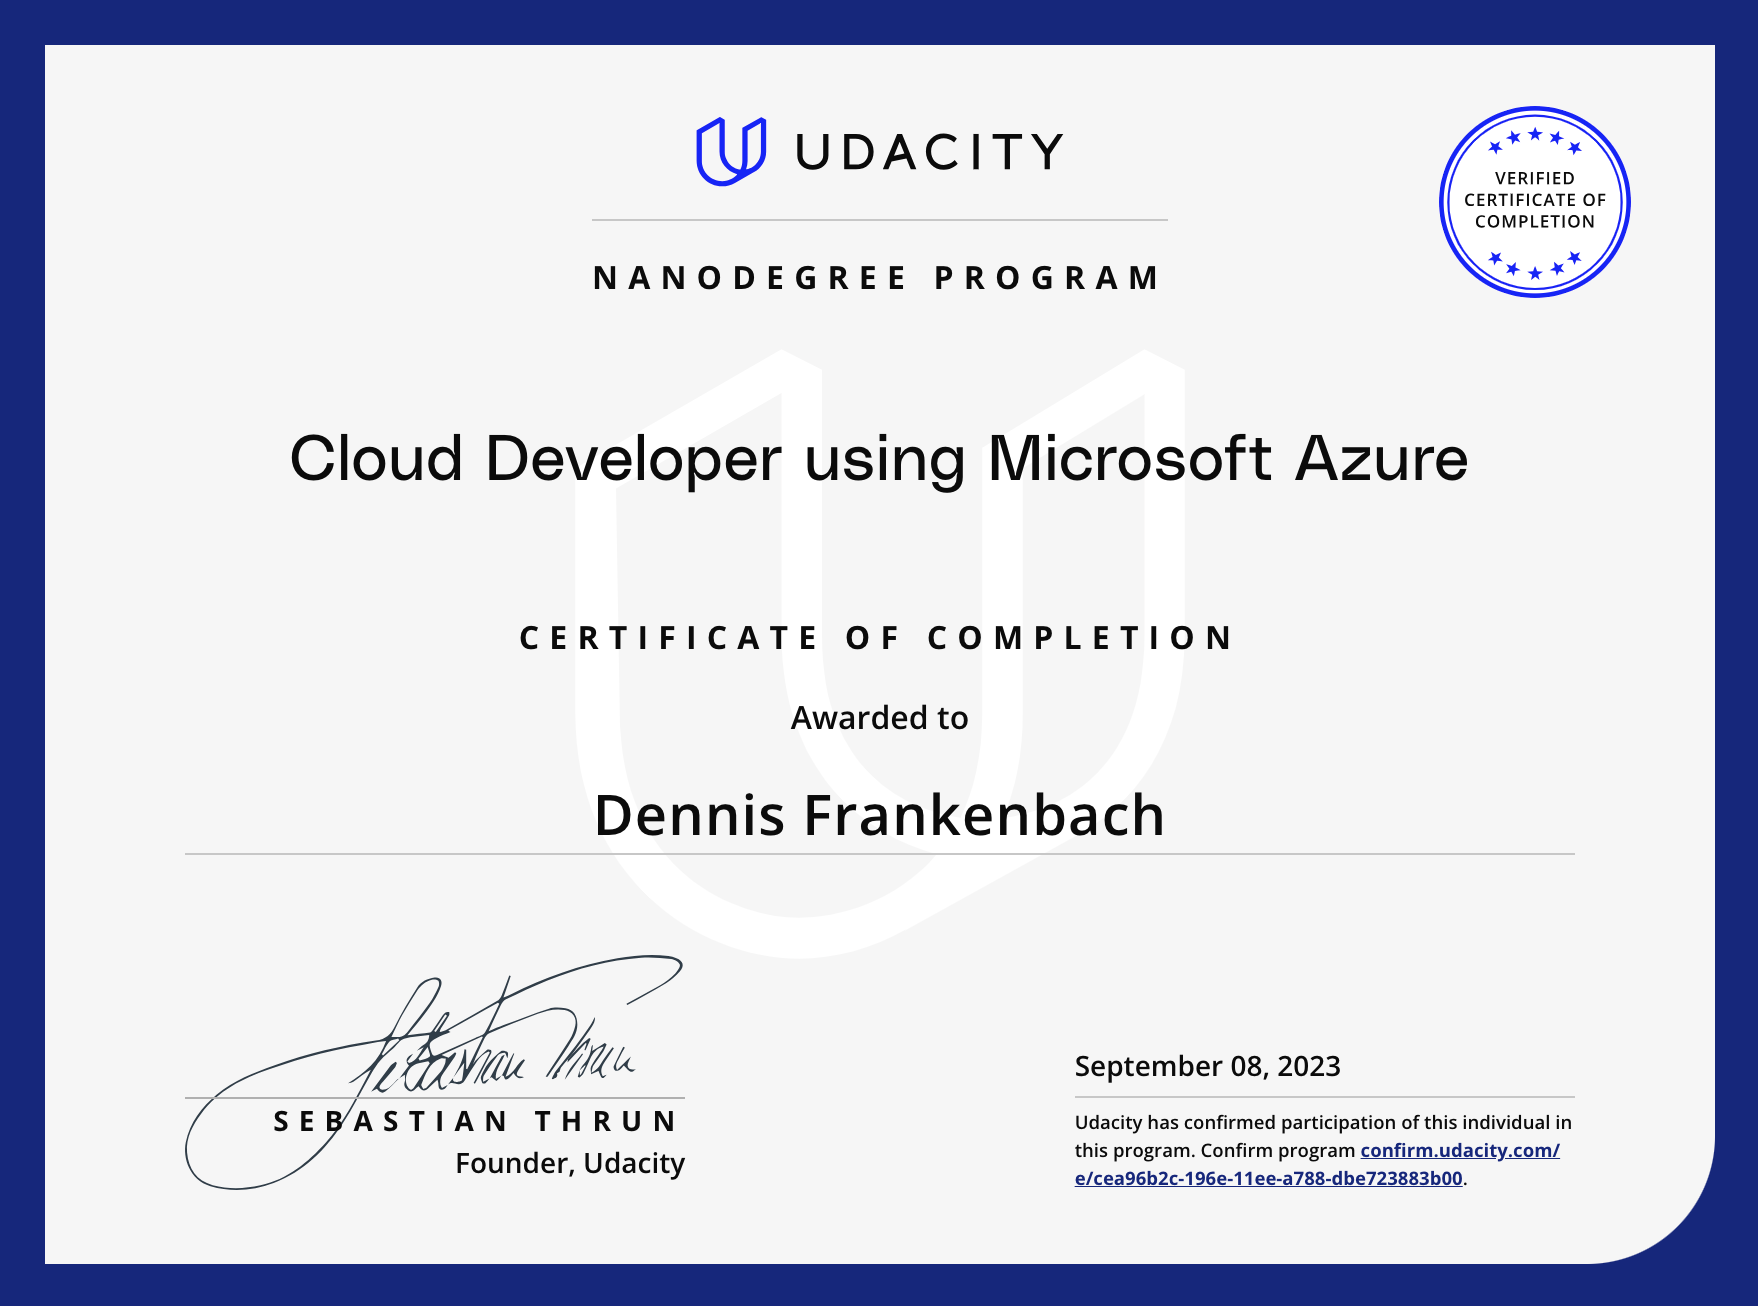 UDACITY
VERIFIED
CERTIFICATE OF
COMPLETION
NANODEGREE PROGRAM
Cloud Developer using Microsoft Azure
CERTIFICATE OF COMPLETION
Awarded to
Dennis Frankenbach
Sebastian Thrun
SEBASTIAN THRUN
Founder, Udacity
September 08, 2023
Udacity has confirmed participation of this individual in
this program. Confirm program confirm.udacity.com/
e/cea96b2c-196e-11ee-a788-dbe723883b00.